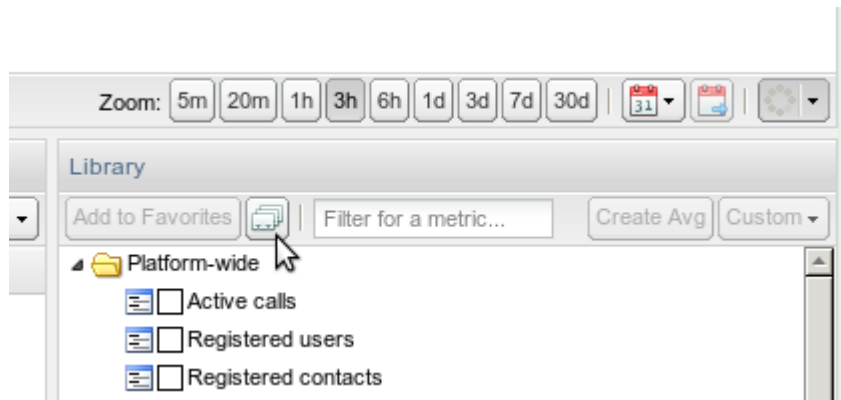 Zoom: 5m 20m 1h 3h 6h 1d 3d 7d 30d 31
Library
Add to Favorites Filter for a metric... Create Avg Custom
Platform-wide
Active calls
Registered users
Registered contacts